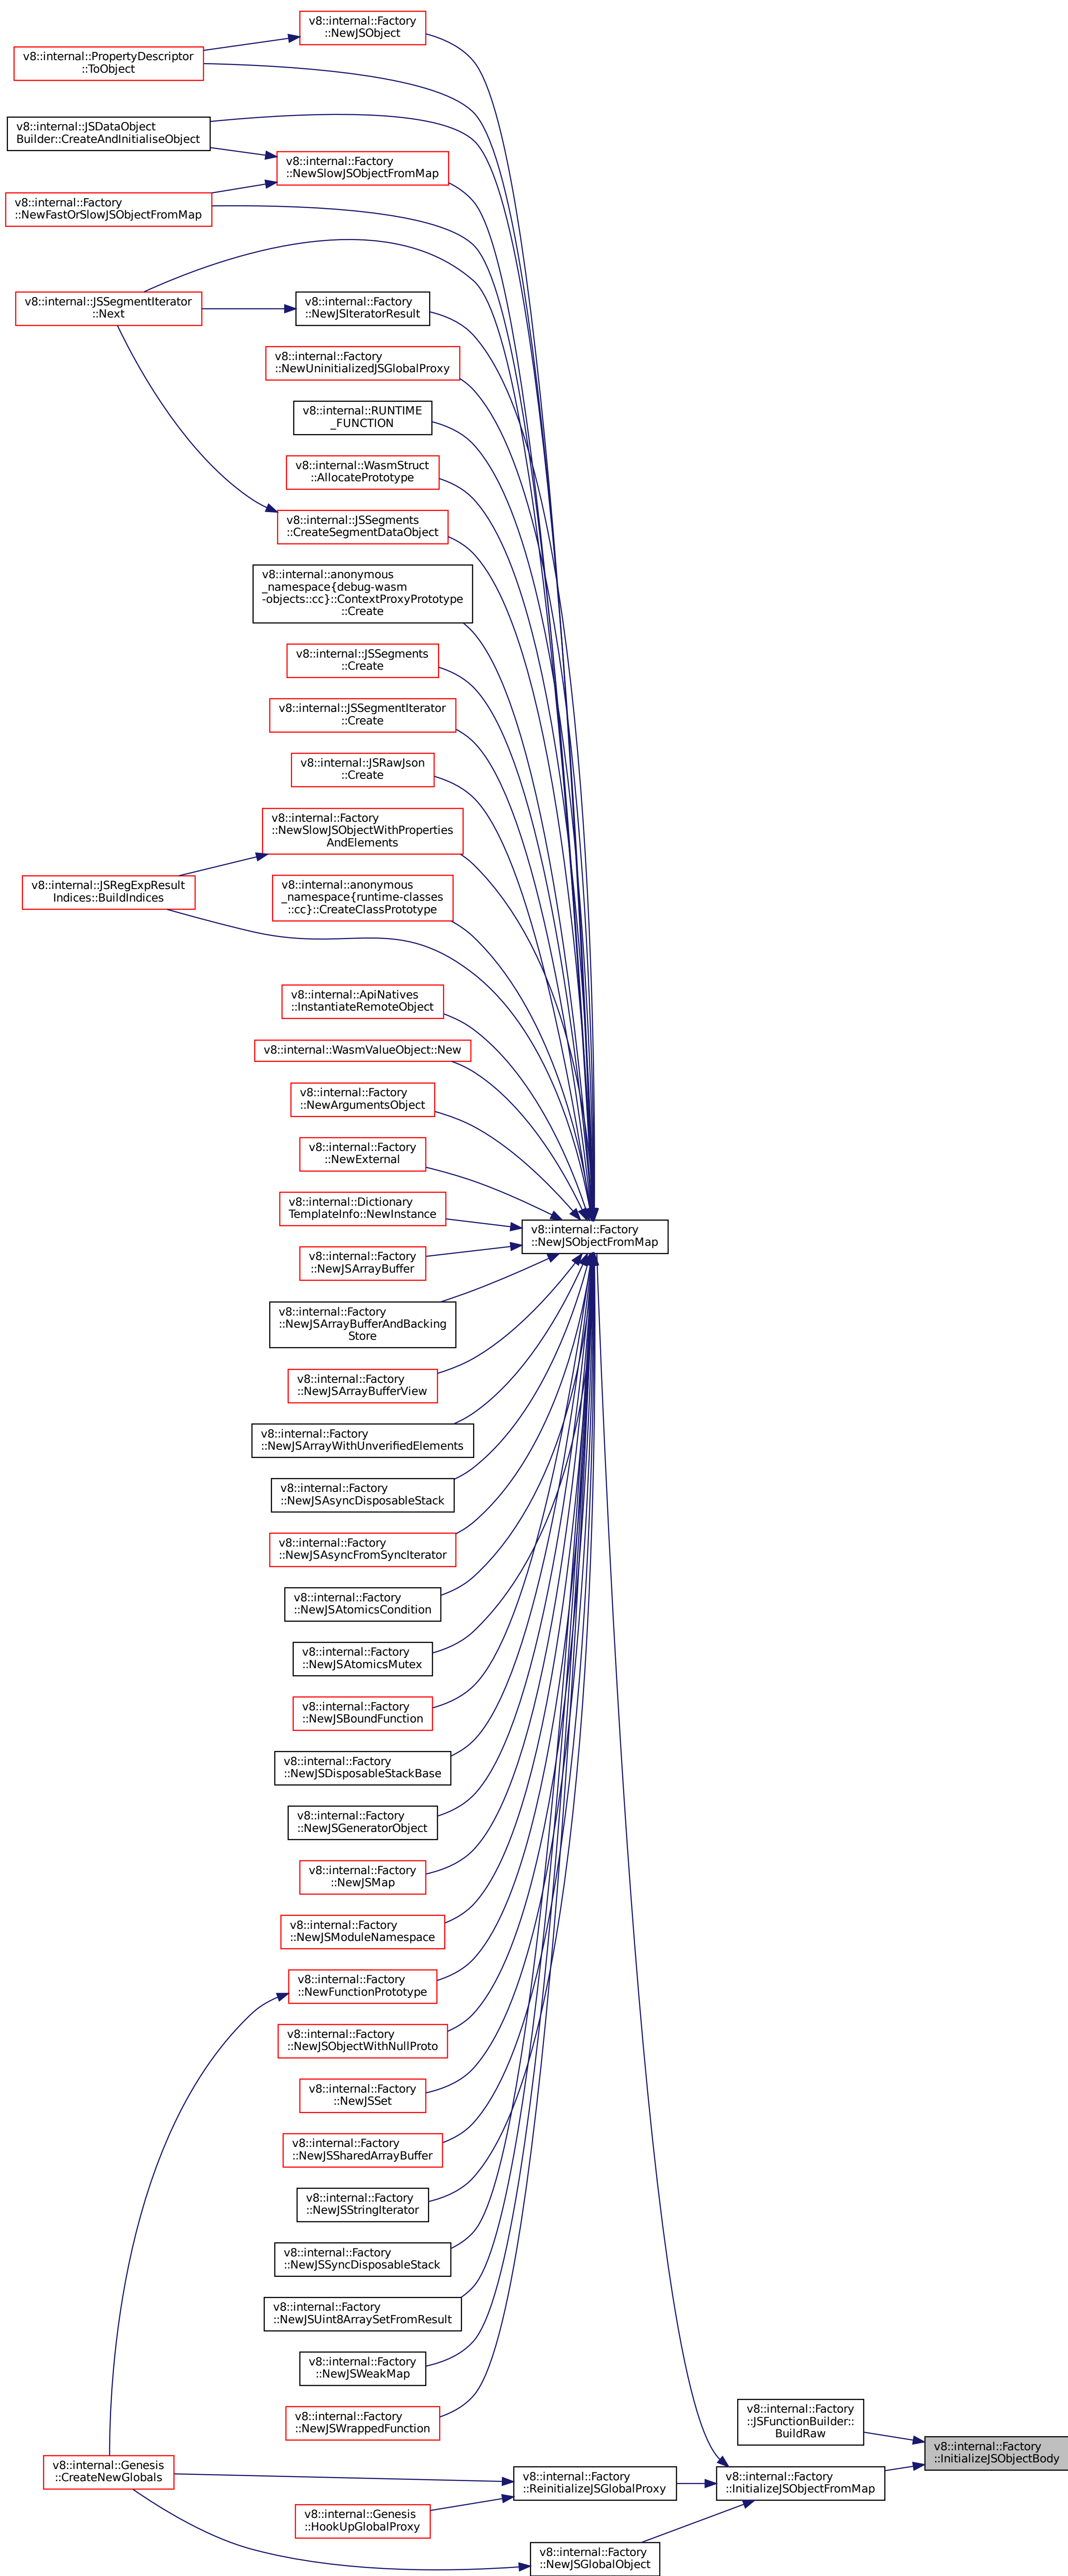 v8::internal::Factory
::NewJSObject
v8::internal::PropertyDescriptor
::ToObject
v8::internal::JSDataObject
Builder::CreateAndInitialiseObject
v8::internal::Factory
::NewSlowJSObjectFromMap
v8::internal::Factory
::NewFastOrSlowJSObjectFromMap
v8::internal::JSSegmentIterator
::Next
v8::internal::Factory
::NewJSIteratorResult
v8::internal::Factory
::NewUninitializedJSGlobalProxy
v8::internal::RUNTIME
_FUNCTION
v8::internal::WasmStruct
::AllocatePrototype
v8::internal::JSSegments
::CreateSegmentDataObject
v8::internal::anonymous
_namespace{debug-wasm
-objects::cc}::ContextProxyPrototype
::Create
v8::internal::JSSegments
::Create
v8::internal::JSSegmentIterator
::Create
v8::internal::JSRawJson
::Create
v8::internal::Factory
::NewSlowJSObjectWithProperties
AndElements
v8::internal::JSRegExpResult
Indices::BuildIndices
v8::internal::anonymous
_namespace{runtime-classes
::cc}::CreateClassPrototype
v8::internal::ApiNatives
::InstantiateRemoteObject
v8::internal::WasmValueObject::New
v8::internal::Factory
::NewArgumentsObject
v8::internal::Factory
::NewExternal
v8::internal::Dictionary
TemplateInfo::NewInstance
v8::internal::Factory
::NewJSObjectFromMap
v8::internal::Factory
::NewJSArrayBuffer
v8::internal::Factory
::NewJSArrayBufferAndBacking
Store
v8::internal::Factory
::NewJSArrayBufferView
v8::internal::Factory
::NewJSArrayWithUnverifiedElements
v8::internal::Factory
::NewJSAsyncDisposableStack
v8::internal::Factory
::NewJSAsyncFromSyncIterator
v8::internal::Factory
::NewJSAtomicsCondition
v8::internal::Factory
::NewJSAtomicsMutex
v8::internal::Factory
::NewJSBoundFunction
v8::internal::Factory
::NewJSDisposableStackBase
v8::internal::Factory
::NewJSGeneratorObject
v8::internal::Factory
::NewJSMap
v8::internal::Factory
::NewJSModuleNamespace
v8::internal::Factory
::NewFunctionPrototype
v8::internal::Factory
::NewJSObjectWithNullProto
v8::internal::Factory
::NewJSSet
v8::internal::Factory
::NewJSSharedArrayBuffer
v8::internal::Factory
::NewJSStringIterator
v8::internal::Factory
::NewJSSyncDisposableStack
v8::internal::Factory
::NewJSUint8ArraySetFromResult
v8::internal::Factory
::NewJSWeakMap
v8::internal::Factory
::NewJSWrappedFunction
v8::internal::Factory
::JSFunctionBuilder::
BuildRaw
v8::internal::Factory
::InitializeJSObjectBody
v8::internal::Genesis
::CreateNewGlobals
v8::internal::Factory
::ReinitializeJSGlobalProxy
v8::internal::Factory
::InitializeJSObjectFromMap
v8::internal::Genesis
::HookUpGlobalProxy
v8::internal::Factory
::NewJSGlobalObject